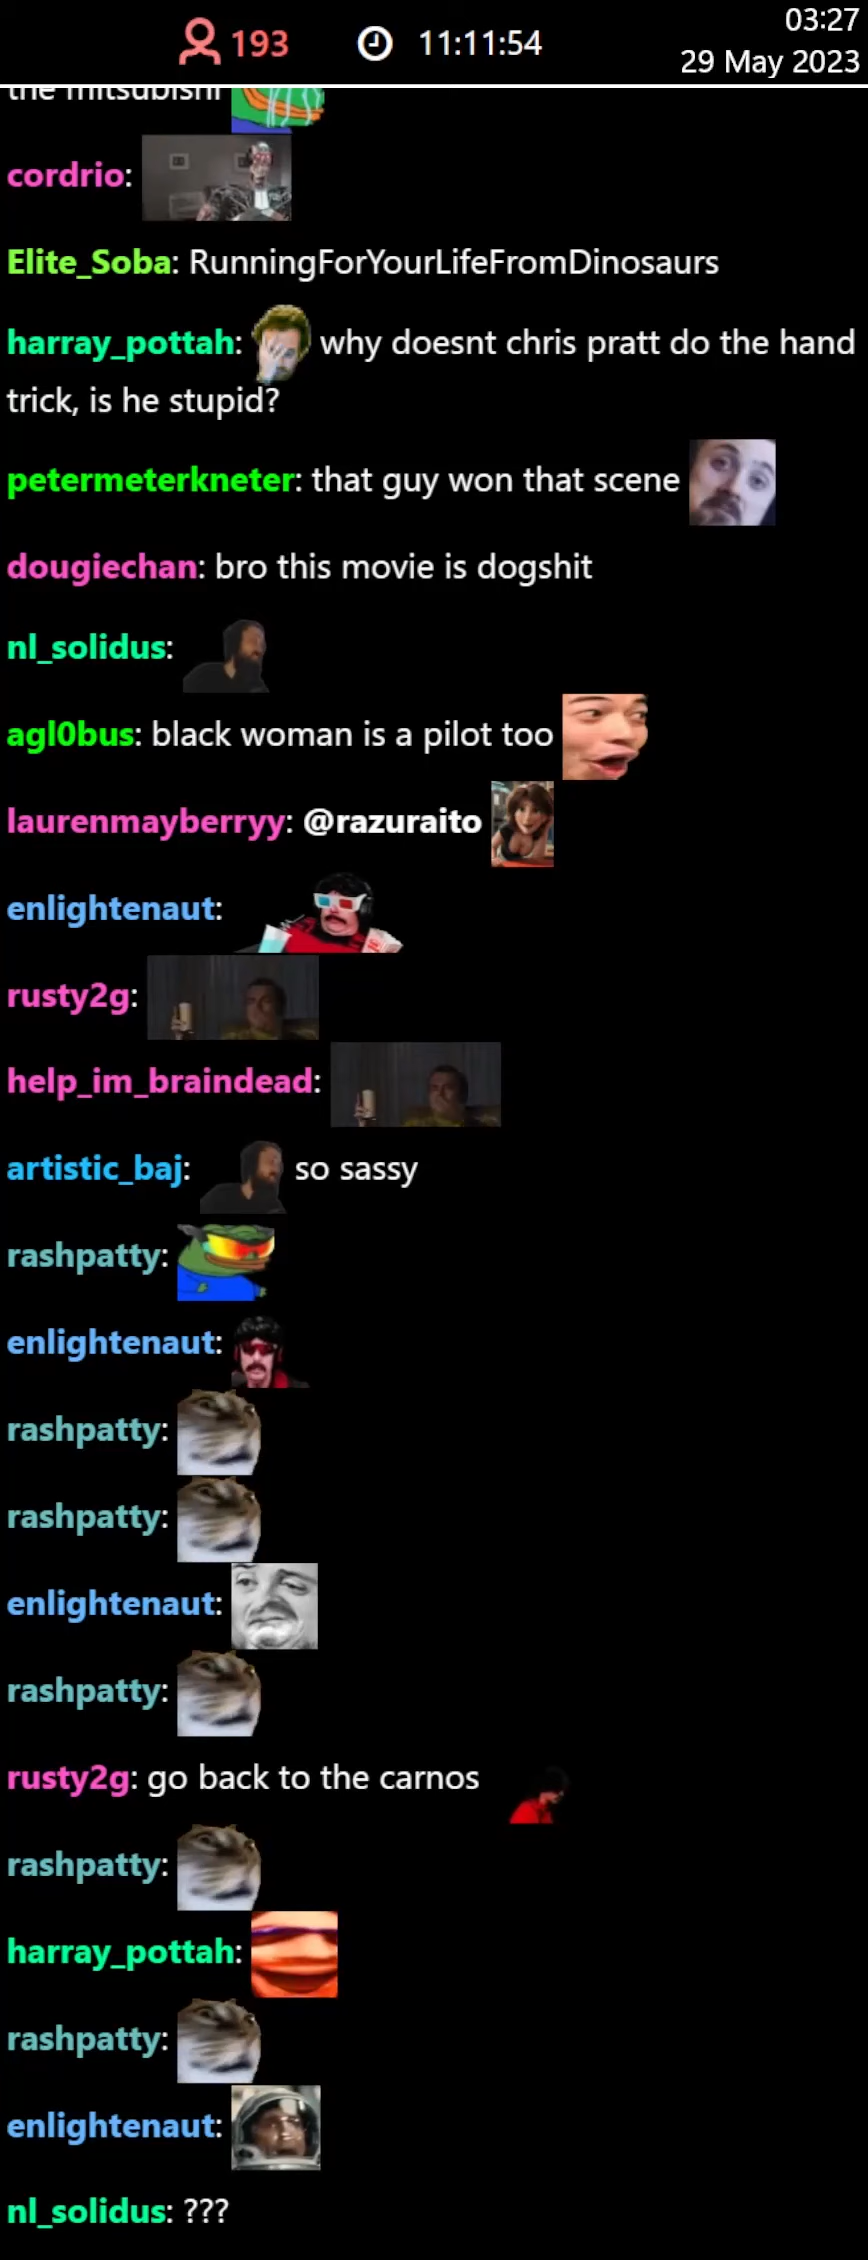 193 11:11:54 03:27
29 May 2023
the mitsubishi
cordrio:
Elite_Soba: RunningForYourLifeFromDinosaurs
harray_pottah: why doesnt chris pratt do the hand
trick, is he stupid?
petermeterkneter: that guy won that scene
dougiechan: bro this movie is dogshit
nl_solidus:
agl0bus: black woman is a pilot too
laurenmayberryy: @razuraito
enlightenaut:
rusty2g:
help_im_braindead:
artistic_baj: so sassy
rashpatty:
enlightenaut:
rashpatty:
rashpatty:
enlightenaut:
rashpatty:
rusty2g: go back to the carnos
rashpatty:
harray_pottah:
rashpatty:
enlightenaut:
nl_solidus: ???